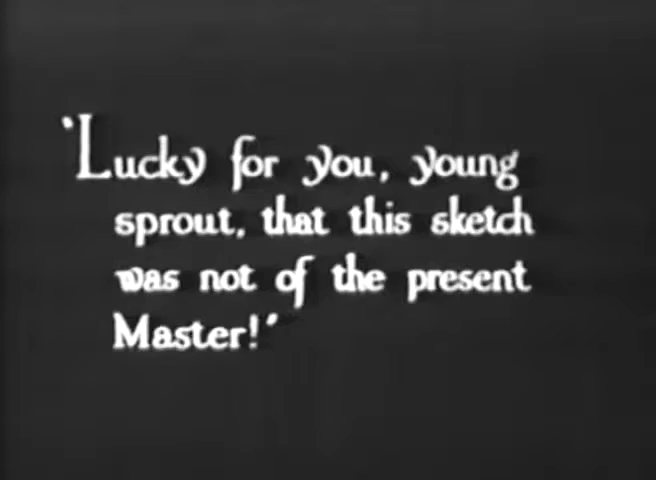 'Lucky for you, young
sprout, that this sketch
was not of the present
Master!'